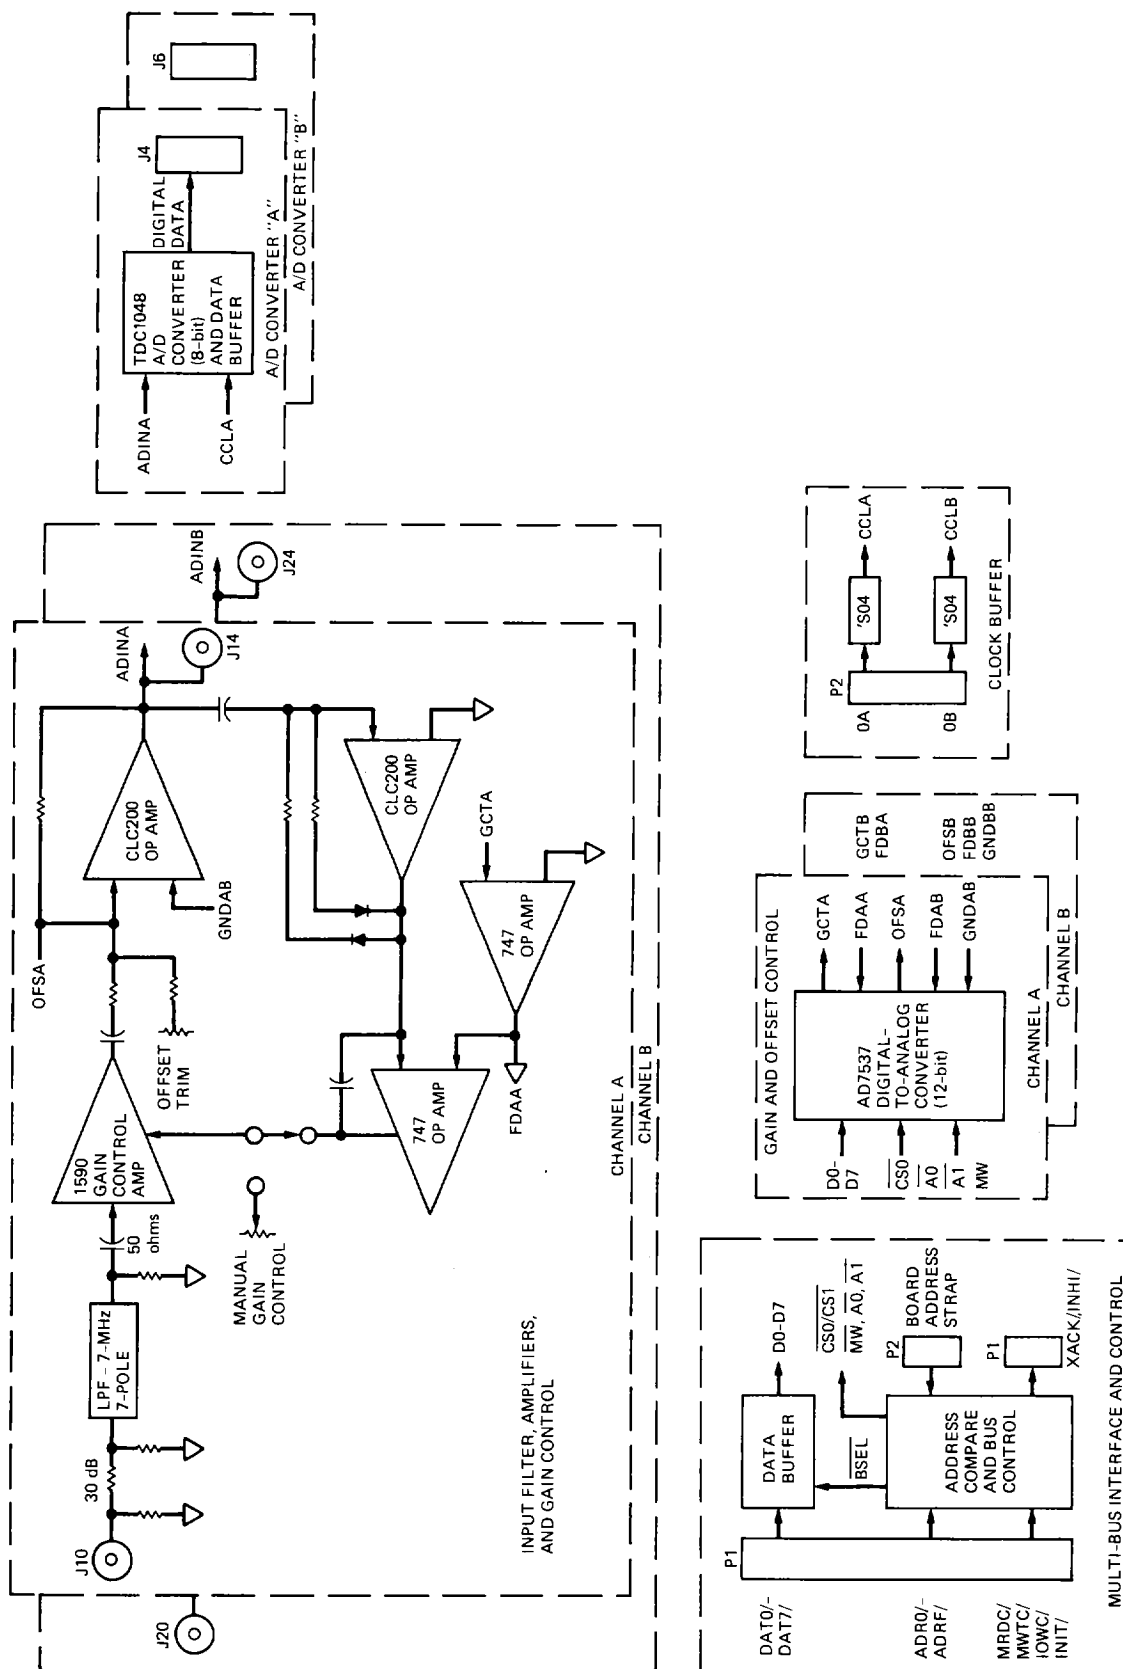 J20
J10
30 dB
LPF – 7-MHz
7-POLE
50
ohms
1590
GAIN
CONTROL
AMP
MANUAL
GAIN
CONTROL
OFFSET
TRIM
OFSA
GNDAB
CLC200
OP AMP
ADINA
J14
ADINB
J24
747
OP AMP
FDAA
CLC200
OP AMP
GCTA
747
OP AMP
INPUT FILTER, AMPLIFIERS,
AND GAIN CONTROL
CHANNEL A
CHANNEL B
ADINA
CCLA
TDC1048
A/D
CONVERTER
(8-bit)
AND DATA
BUFFER
DIGITAL
DATA
J4
J6
A/D CONVERTER "A"
A/D CONVERTER "B"
DAT0/-
DAT7/
ADR0/-
ADRF/
MRDC/
MWTC/
IOWC/
INIT/
P1
DATA
BUFFER
D0-D7
BSEL
CS0/CS1
MW, A0, A1
ADDRESS
COMPARE
AND BUS
CONTROL
P2
BOARD
ADDRESS
STRAP
P1
XACK/INHI/
MULTI-BUS INTERFACE AND CONTROL
GAIN AND OFFSET CONTROL
D0-
D7
CS0
A0
A1
MW
AD7537
DIGITAL-
TO-ANALOG
CONVERTER
(12-bit)
GCTA
FDAA
OFSA
FDAB
GNDAB
CHANNEL A
GCTB
FDBA
OFSB
FDBB
GNDBB
CHANNEL B
P2
0A
0B
'S04
'S04
CCLA
CCLB
CLOCK BUFFER